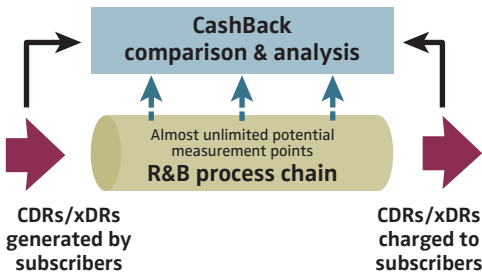 CashBack
comparison & analysis
Almost unlimited potential
measurement points
R&B process chain
CDRs/xDRs
generated by
subscribers
CDRs/xDRs
charged to
subscribers